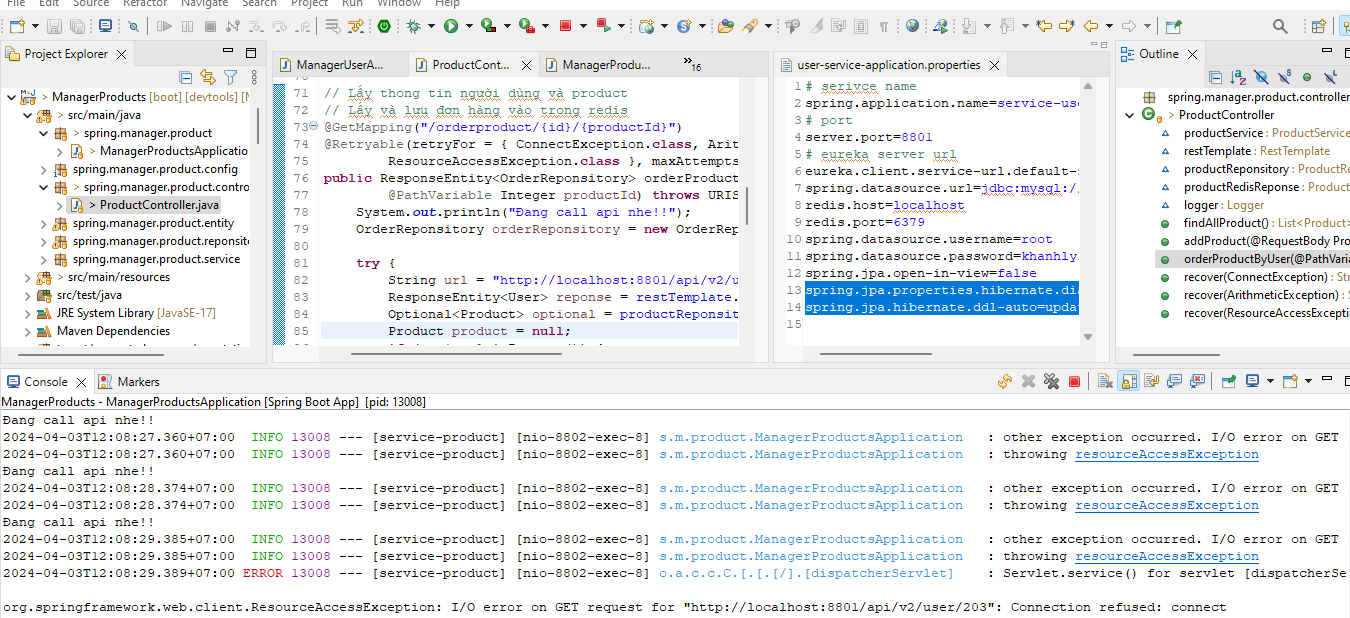 File Edit Source Refactor Navigate Search Project Run Window Help
Project Explorer
ManagerProducts [boot] [devtools] [
src/main/java
spring.manager.product
ManagerProductsApplicatio
spring.manager.product.config
spring.manager.product.contro
ProductController.java
spring.manager.product.entity
spring.manager.product.reponsit
spring.manager.product.service
src/main/resources
src/test/java
JRE System Library [JavaSE-17]
Maven Dependencies
ManagerUserA...
ProductCont...
ManagerProdu...
»16
71 // Lấy thong tin người dùng và product
72 // Lấy và lưu đơn hàng vào trong redis
73 @GetMapping("/orderproduct/{id}/{productId}")
74 @Retryable(retryFor = { ConnectException.class, Arit
75 ResourceAccessException.class }, maxAttempts
76 public ResponseEntity<OrderReponsitory> orderProduct
77 @PathVariable Integer productId) throws URIS
78 System.out.println("Đang call api nhe!!");
79 OrderReponsitory orderReponsitory = new OrderRep
80
81 try {
82 String url = "http://localhost:8801/api/v2/u
83 ResponseEntity<User> reponse = restTemplate.
84 Optional<Product> optional = productReponsit
85 Product product = null;
user-service-application.properties
1 # serivce name
2 spring.application.name=service-use
3 # port
4 server.port=8801
5 # eureka server url
6 eureka.client.service-url.default-
7 spring.datasource.url=jdbc:mysql:/
8 redis.host=localhost
9 redis.port=6379
10 spring.datasource.username=root
11 spring.datasource.password=khanhly
12 spring.jpa.open-in-view=false
13 spring.jpa.properties.hibernate.di
14 spring.jpa.hibernate.ddl-auto=upda
15
Outline
spring.manager.product.controller
ProductController
productService : ProductService
restTemplate : RestTemplate
productReponsitory : ProductRe
productRedisReponse : Product
logger : Logger
findAllProduct() : List<Product>
addProduct(@RequestBody Pro
orderProductByUser(@PathVaria
recover(ConnectException) : Str
recover(ArithmeticException) : S
recover(ResourceAccessExcepti
Console
Markers
ManagerProducts - ManagerProductsApplication [Spring Boot App] [pid: 13008]
Đang call api nhe!!
2024-04-03T12:08:27.360+07:00 INFO 13008 --- [service-product] [nio-8802-exec-8] s.m.product.ManagerProductsApplication : other exception occurred. I/O error on GET
2024-04-03T12:08:27.360+07:00 INFO 13008 --- [service-product] [nio-8802-exec-8] s.m.product.ManagerProductsApplication : throwing resourceAccessException
Đang call api nhe!!
2024-04-03T12:08:28.374+07:00 INFO 13008 --- [service-product] [nio-8802-exec-8] s.m.product.ManagerProductsApplication : other exception occurred. I/O error on GET
2024-04-03T12:08:28.374+07:00 INFO 13008 --- [service-product] [nio-8802-exec-8] s.m.product.ManagerProductsApplication : throwing resourceAccessException
Đang call api nhe!!
2024-04-03T12:08:29.385+07:00 INFO 13008 --- [service-product] [nio-8802-exec-8] s.m.product.ManagerProductsApplication : other exception occurred. I/O error on GET
2024-04-03T12:08:29.385+07:00 INFO 13008 --- [service-product] [nio-8802-exec-8] s.m.product.ManagerProductsApplication : throwing resourceAccessException
2024-04-03T12:08:29.389+07:00 ERROR 13008 --- [service-product] [nio-8802-exec-8] o.a.c.c.C.[.[.[/].[dispatcherServlet] : Servlet.service() for servlet [dispatcherSe
org.springframework.web.client.ResourceAccessException: I/O error on GET request for "http://localhost:8801/api/v2/user/203": Connection refused: connect